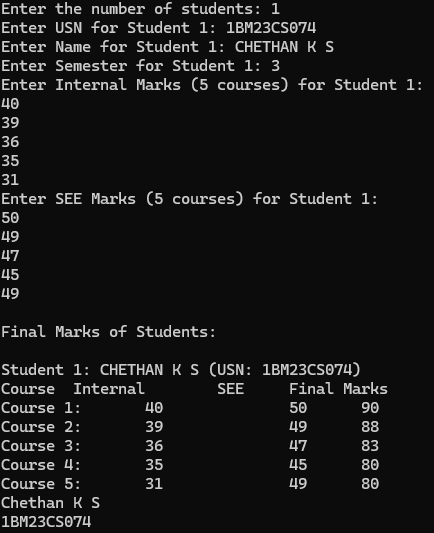 Enter the number of students: 1
Enter USN for Student 1: 1BM23CS074
Enter Name for Student 1: CHETHAN K S
Enter Semester for Student 1: 3
Enter Internal Marks (5 courses) for Student 1:
40
39
36
35
31
Enter SEE Marks (5 courses) for Student 1:
50
49
47
45
49
Final Marks of Students:
Student 1: CHETHAN K S (USN: 1BM23CS074)
Course  Internal        SEE     Final Marks
Course 1:       40              50      90
Course 2:       39              49      88
Course 3:       36              47      83
Course 4:       35              45      80
Course 5:       31              49      80
Chethan K S
1BM23CS074